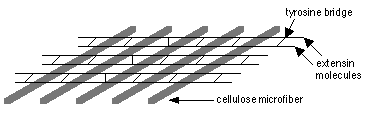 tyrosine bridge
extensin
molecules
cellulose microfiber